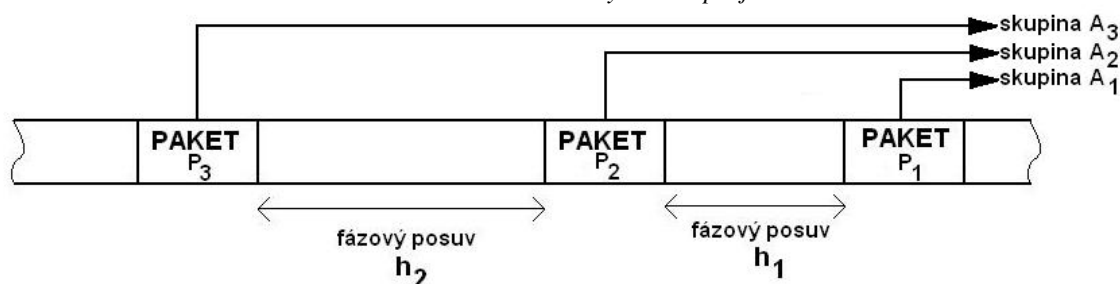 skupina A3
skupina A2
skupina A1
PAKET
P3
PAKET
P2
PAKET
P1
fázový posuv
h2
fázový posuv
h1